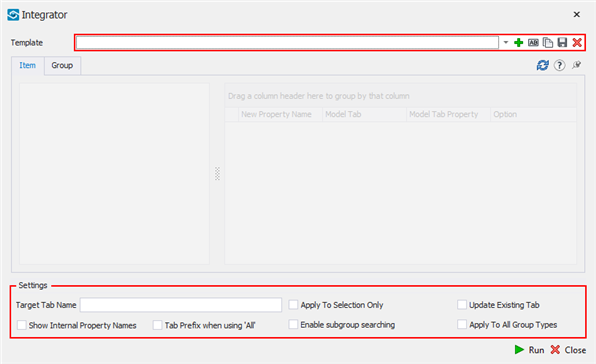 Integrator
Template
AB
Item Group
?
Drag a column header here to group by that column
New Property Name Model Tab Model Tab Property Option
Settings
Target Tab Name Apply To Selection Only Update Existing Tab
Show Internal Property Names Tab Prefix when using 'All' Enable subgroup searching Apply To All Group Types
Run Close